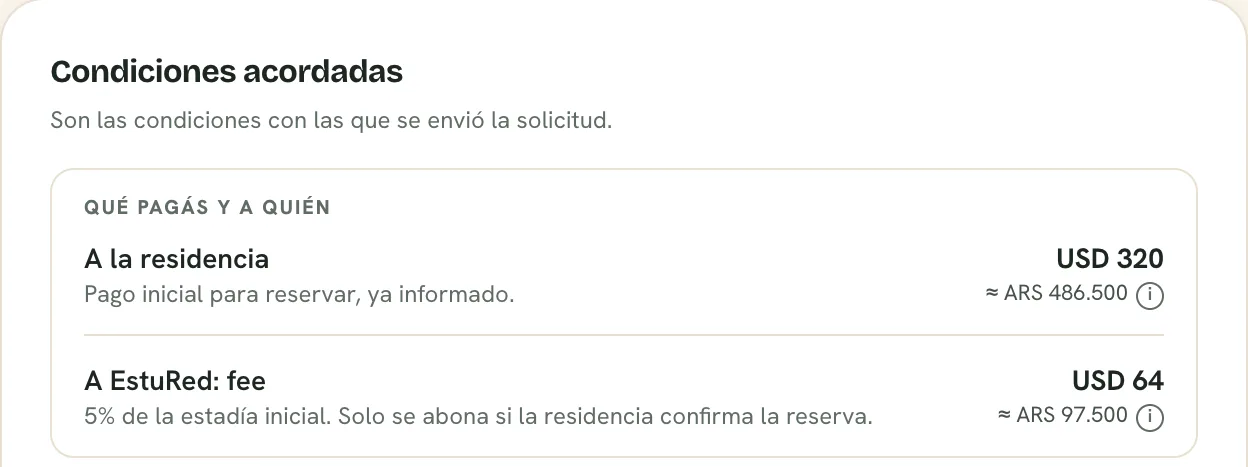 Condiciones acordadas
Son las condiciones con las que se envió la solicitud.
QUÉ PAGÁS Y A QUIÉN
A la residencia
USD 320
Pago inicial para reservar, ya informado.
≈ ARS 486.500 i
A EstuRed: fee
USD 64
5% de la estadía inicial. Solo se abona si la residencia confirma la reserva.
≈ ARS 97.500 i